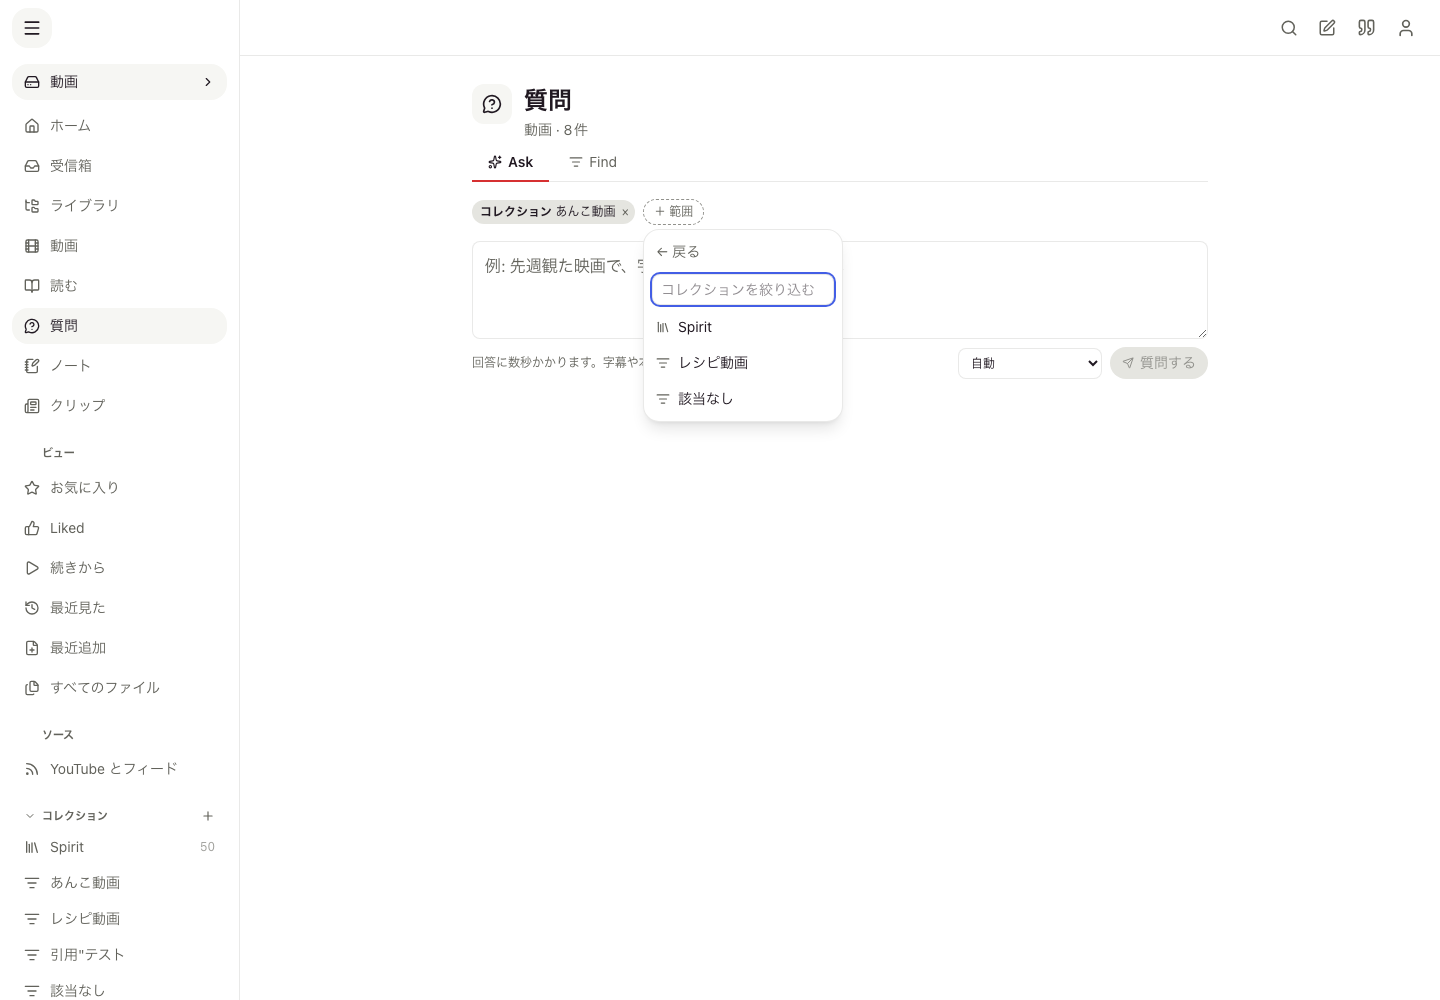 動画
ホーム
受信箱
ライブラリ
動画
読む
質問
ノート
クリップ
ビュー
お気に入り
Liked
続きから
最近見た
最近追加
すべてのファイル
ソース
YouTube とフィード
コレクション
Spirit 50
あんこ動画
レシピ動画
引用"テスト
該当なし
質問
動画 · 8件
Ask Find
コレクション あんこ動画 × + 範囲
← 戻る
例: 先週観た映画で、
コレクションを絞り込む
Spirit
レシピ動画
該当なし
回答に数秒かかります。字幕や
自動 質問する